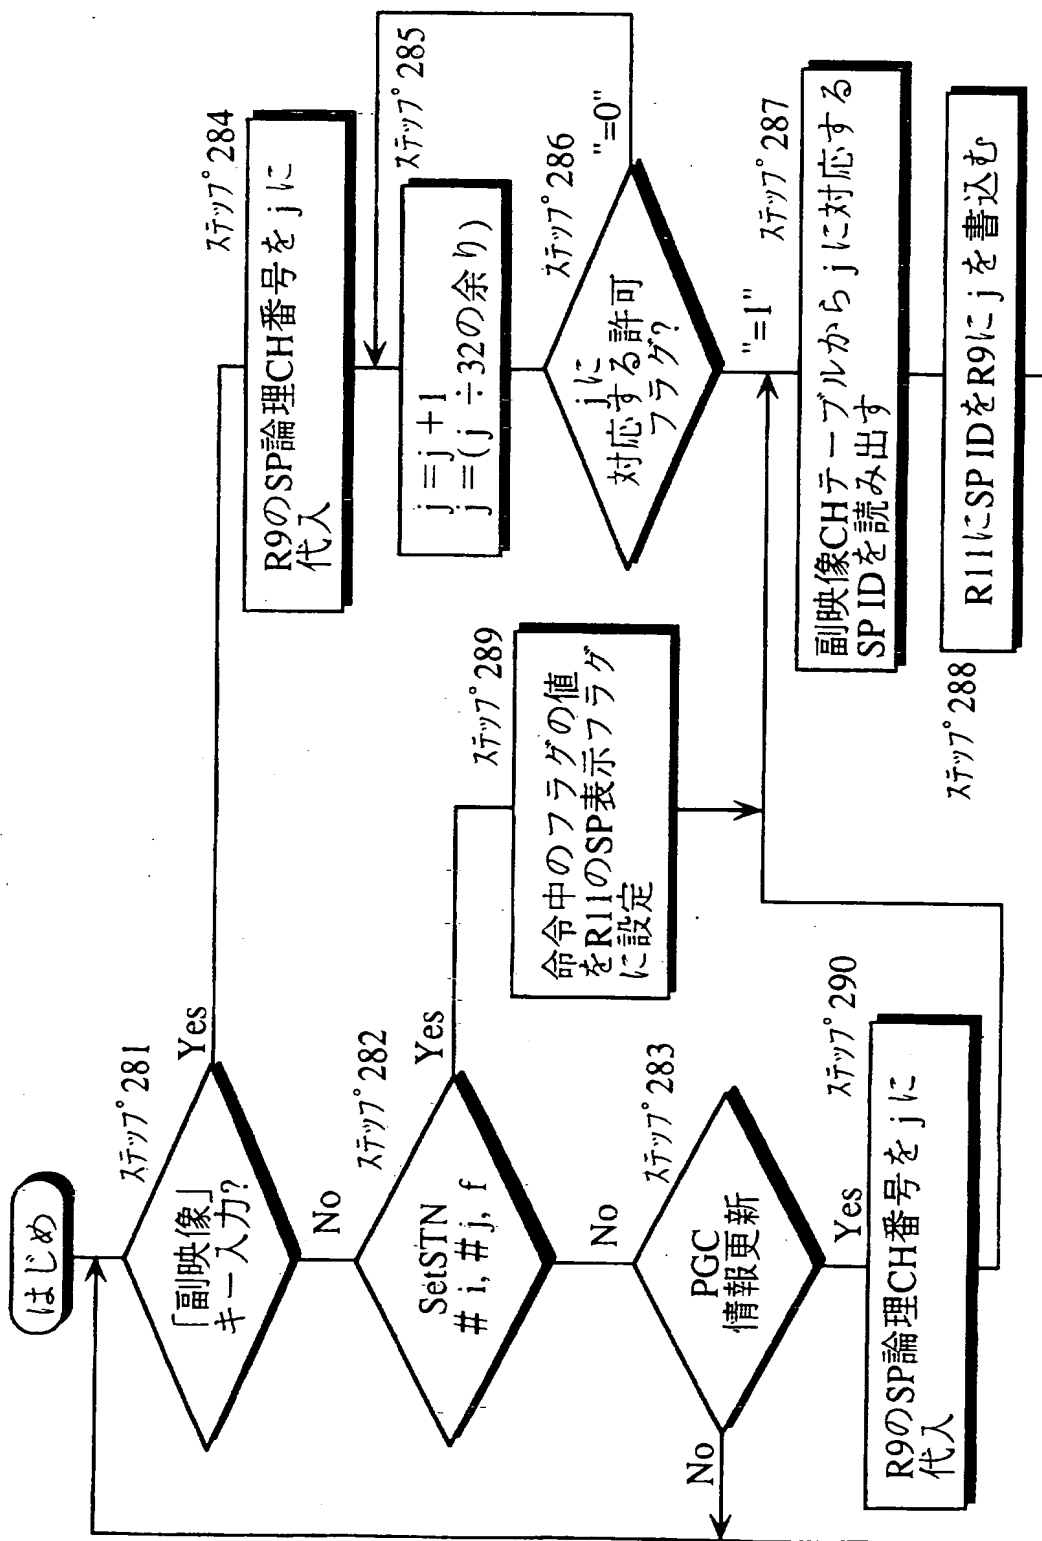 はじめ
ステップ281
「副映像」
キー入力?
Yes
No
ステップ282
SetSTN
# i, # j, f
Yes
No
ステップ283
PGC
情報更新
No
Yes
ステップ290
R9のSP論理CH番号をjに
代入
ステップ289
命令中のフラグの値
をR11のSP表示フラグ
に設定
ステップ284
R9のSP論理CH番号をjに
代入
ステップ285
j =j +1
j =(j ÷32の余り)
ステップ286
jに
対応する許可
フラグ?
"=0"
"=1"
ステップ287
副映像CHテーブルからjに対応する
SP IDを読み出す
ステップ288
R11にSP IDをR9にjを書込む